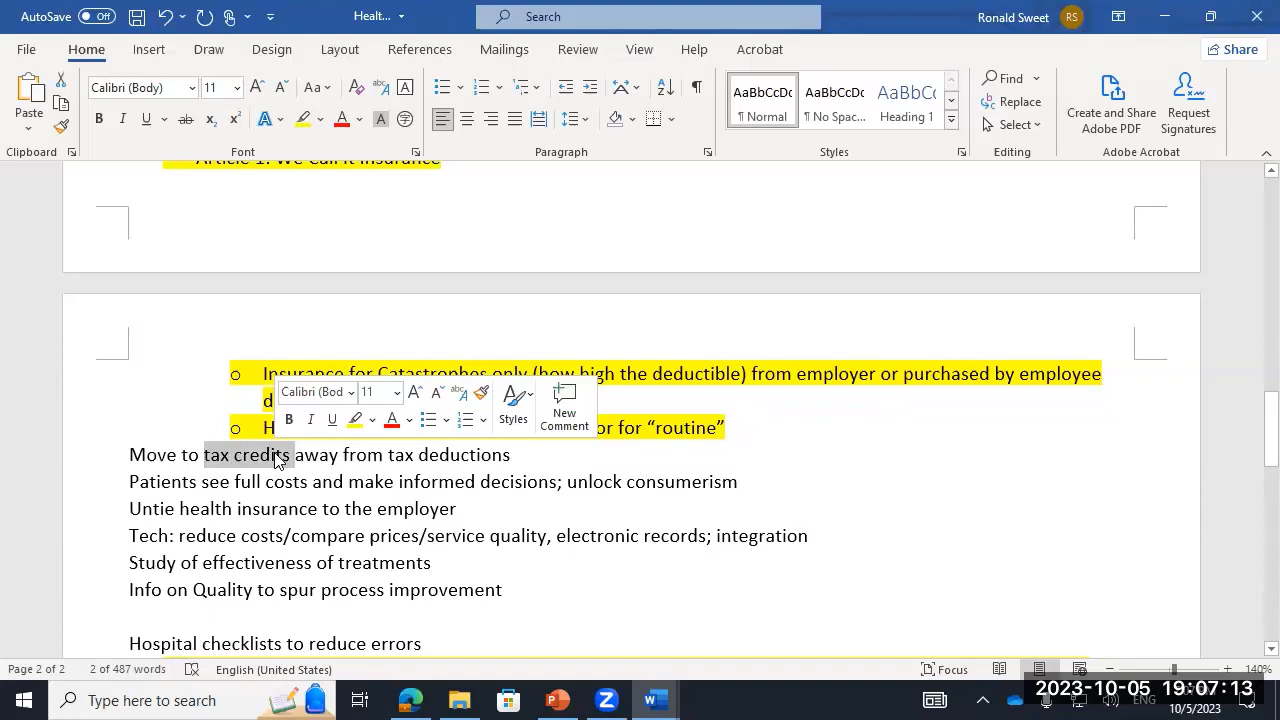 AutoSave Off Healt... Search Ronald Sweet RS
File Home Insert Draw Design Layout References Mailings Review View Help Acrobat Share
Paste Calibri (Body) 11 Aa AaBbCcDc AaBbCcDc AaBbCc Find Replace Select Create and Share Adobe PDF Request Signatures
¶ Normal ¶ No Spac... Heading 1
Clipboard Font Paragraph Styles Editing Adobe Acrobat
Article 1: We Call it Insurance
Insurance for Catastrophes only (how high the deductible) from employer or purchased by employee
or for “routine”
Calibri (Bod 11 Styles New Comment
Move to tax credits away from tax deductions
Patients see full costs and make informed decisions; unlock consumerism
Untie health insurance to the employer
Tech: reduce costs/compare prices/service quality, electronic records; integration
Study of effectiveness of treatments
Info on Quality to spur process improvement
Hospital checklists to reduce errors
Page 2 of 2 2 of 487 words English (United States) Focus 140%
Type here to search ENG 2023-10-05 19:07:13
10/5/2023